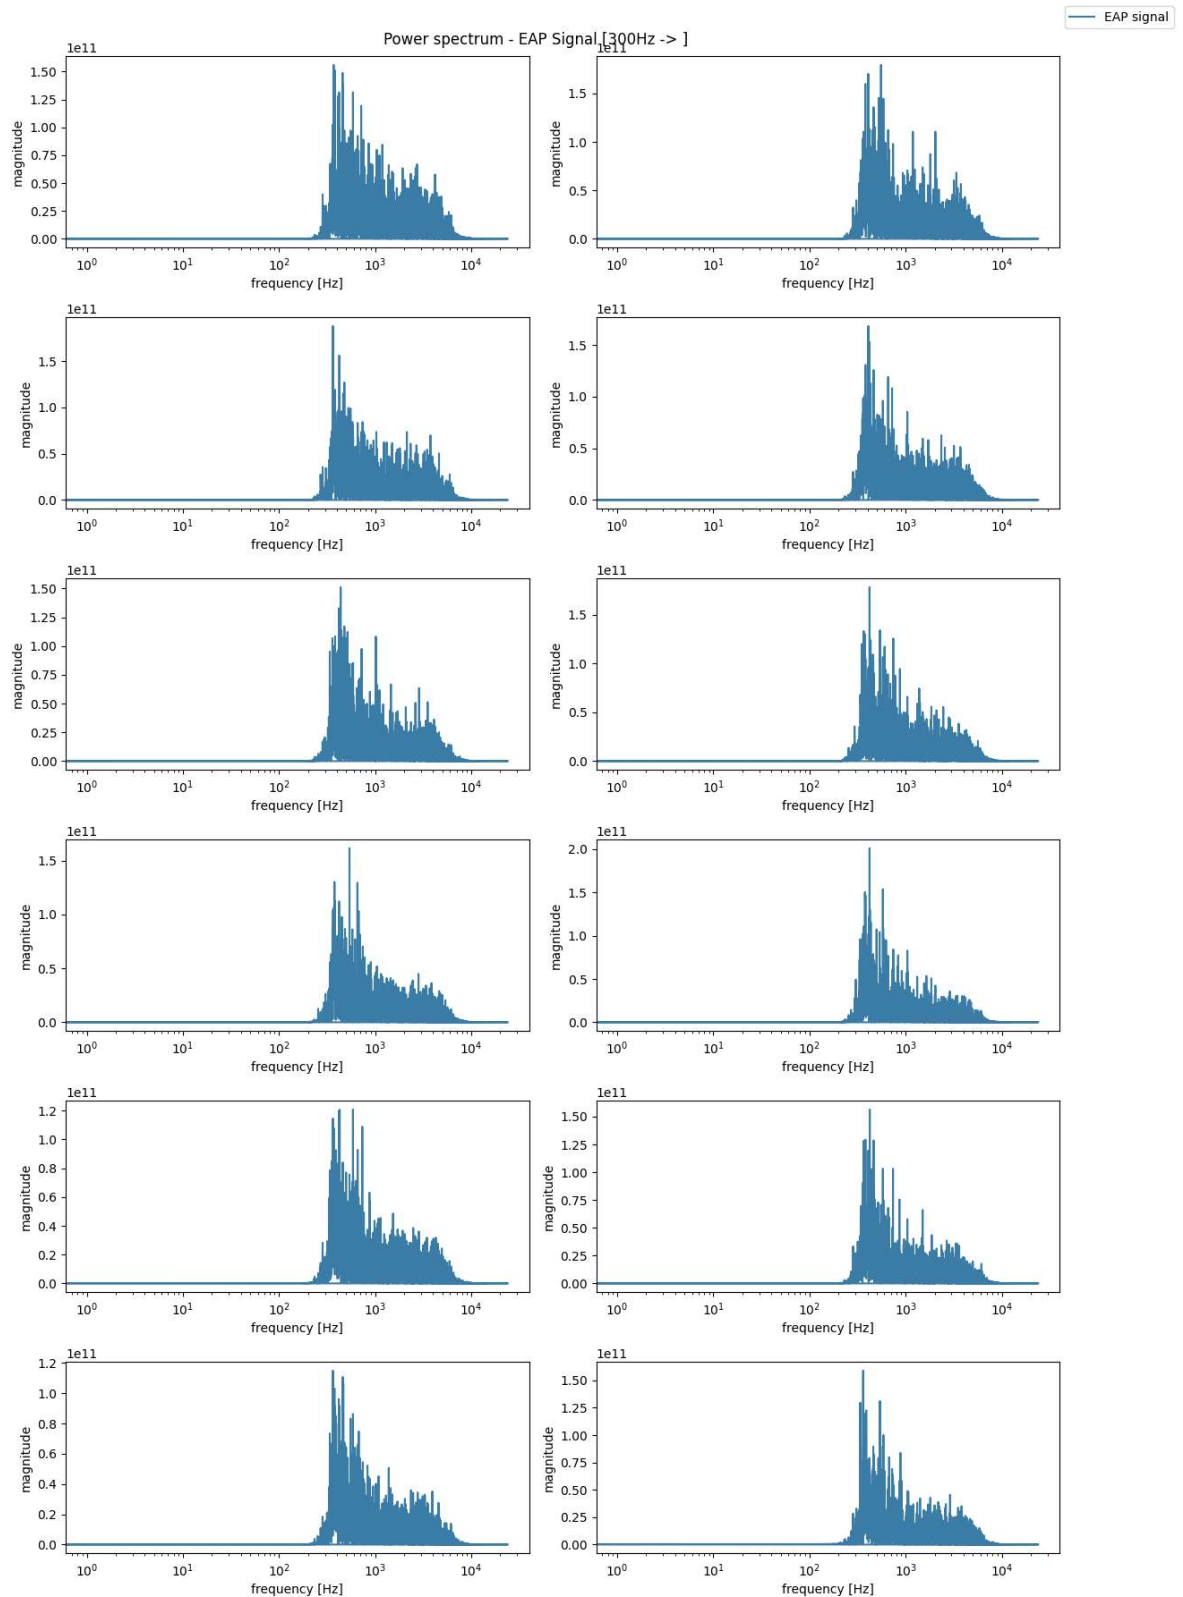 EAP signal
Power spectrum - EAP Signal [300Hz -> ]
1e11
1e11
magnitude
1.50
1.25
1.00
0.75
0.50
0.25
0.00
10⁰ 10¹ 10² 10³ 10⁴
frequency [Hz]
magnitude
1.5
1.0
0.5
0.0
10⁰ 10¹ 10² 10³ 10⁴
frequency [Hz]
1e11
magnitude
1.5
1.0
0.5
0.0
10⁰ 10¹ 10² 10³ 10⁴
frequency [Hz]
1e11
magnitude
1.5
1.0
0.5
0.0
10⁰ 10¹ 10² 10³ 10⁴
frequency [Hz]
1e11
magnitude
1.50
1.25
1.00
0.75
0.50
0.25
0.00
10⁰ 10¹ 10² 10³ 10⁴
frequency [Hz]
1e11
magnitude
1.5
1.0
0.5
0.0
10⁰ 10¹ 10² 10³ 10⁴
frequency [Hz]
1e11
magnitude
1.5
1.0
0.5
0.0
10⁰ 10¹ 10² 10³ 10⁴
frequency [Hz]
1e11
magnitude
2.0
1.5
1.0
0.5
0.0
10⁰ 10¹ 10² 10³ 10⁴
frequency [Hz]
1e11
magnitude
1.2
1.0
0.8
0.6
0.4
0.2
0.0
10⁰ 10¹ 10² 10³ 10⁴
frequency [Hz]
1e11
magnitude
1.50
1.25
1.00
0.75
0.50
0.25
0.00
10⁰ 10¹ 10² 10³ 10⁴
frequency [Hz]
1e11
magnitude
1.2
1.0
0.8
0.6
0.4
0.2
0.0
10⁰ 10¹ 10² 10³ 10⁴
frequency [Hz]
1e11
magnitude
1.50
1.25
1.00
0.75
0.50
0.25
0.00
10⁰ 10¹ 10² 10³ 10⁴
frequency [Hz]